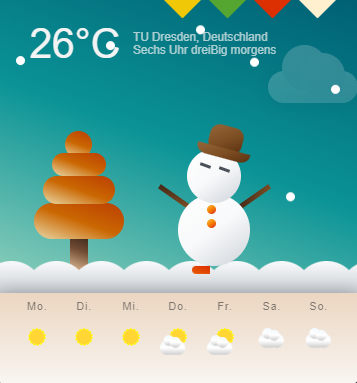 26°C
TU Dresden, Deutschland
Sechs Uhr dreiBig morgens
Mo.
Di.
Mi.
Do.
Fr.
Sa.
So.